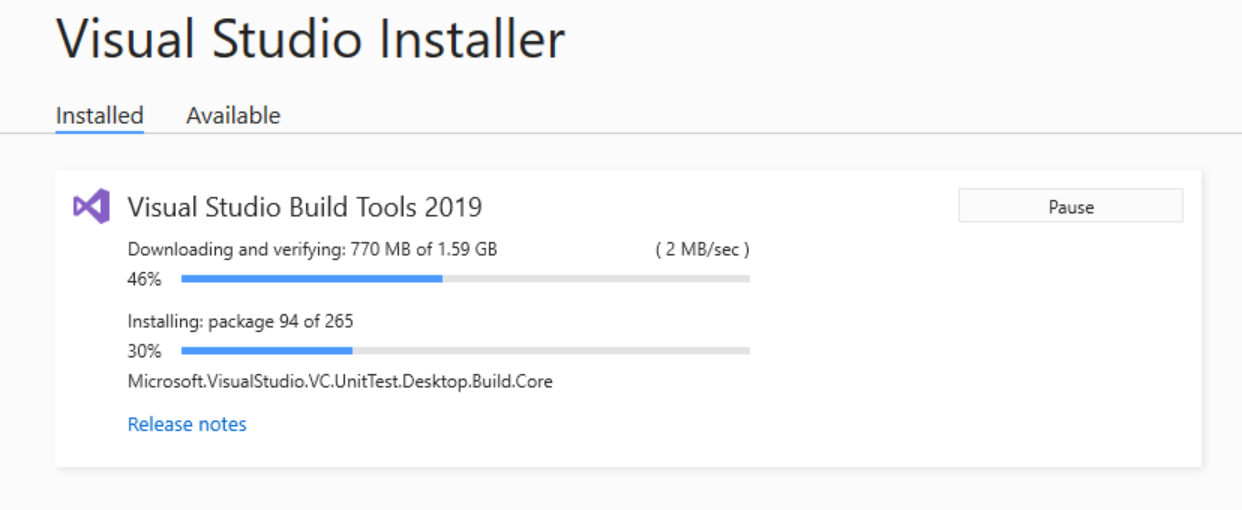 Visual Studio Installer
Installed Available
Visual Studio Build Tools 2019 Pause
Downloading and verifying: 770 MB of 1.59 GB ( 2 MB/sec )
46%
Installing: package 94 of 265
30%
Microsoft.VisualStudio.VC.UnitTest.Desktop.Build.Core
Release notes